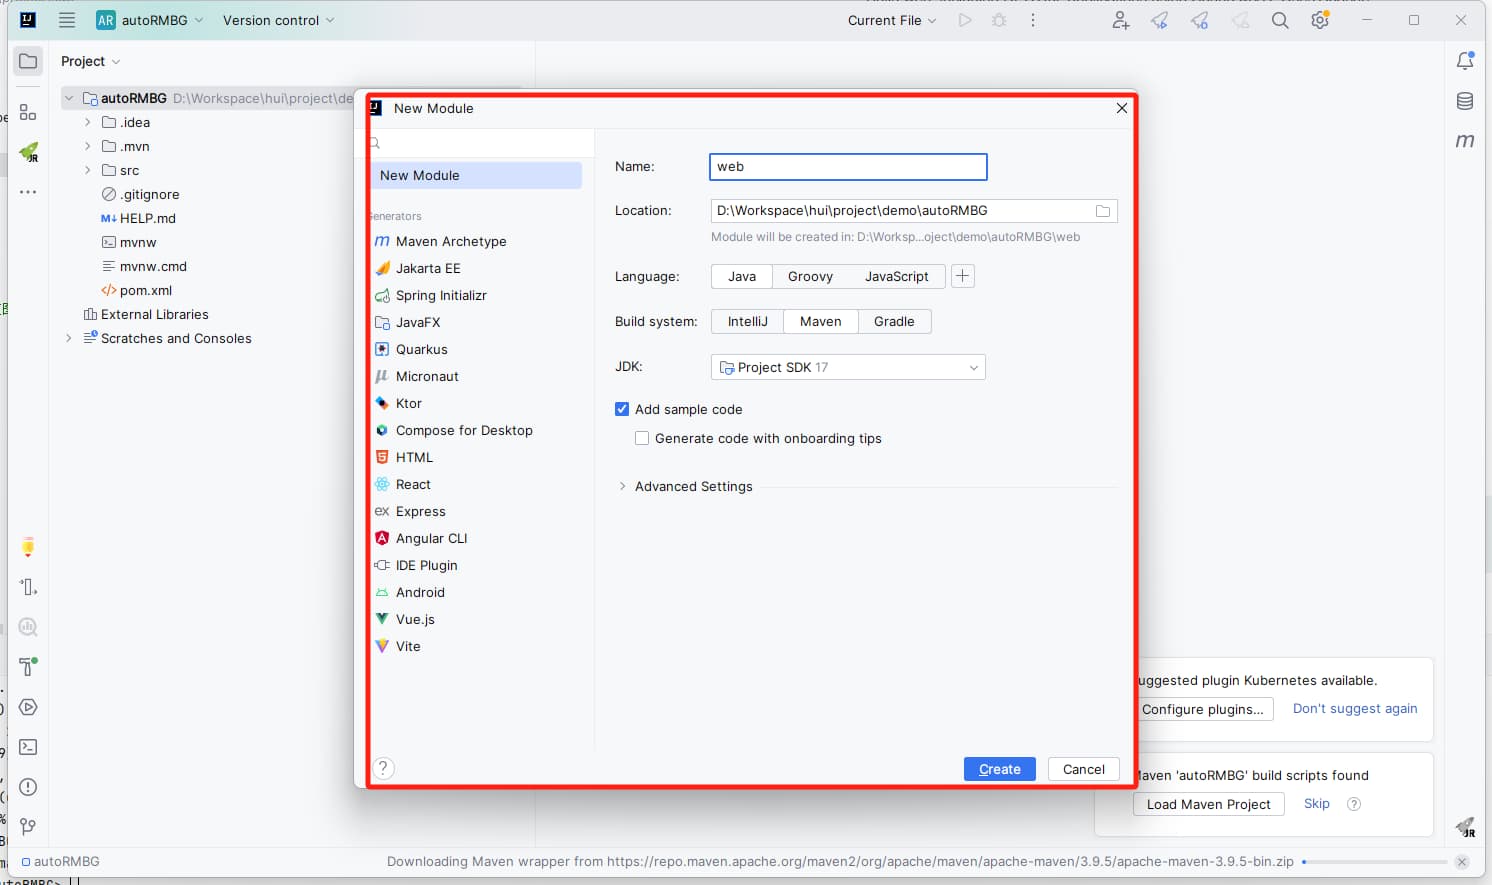 AR autoRMBG
Version control
Current File
Project
autoRMBG D:\Workspace\hui\project\de
.idea
.mvn
src
.gitignore
M↓ HELP.md
mvnw
mvnw.cmd
</> pom.xml
External Libraries
Scratches and Consoles
New Module
New Module
Generators
Maven Archetype
Jakarta EE
Spring Initializr
JavaFX
Quarkus
Micronaut
Ktor
Compose for Desktop
HTML
React
ex Express
Angular CLI
IDE Plugin
Android
Vue.js
Vite
Name: web
Location: D:\Workspace\hui\project\demo\autoRMBG
Module will be created in: D:\Worksp...oject\demo\autoRMBG\web
Language: Java Groovy JavaScript
Build system: IntelliJ Maven Gradle
JDK: Project SDK 17
Add sample code
Generate code with onboarding tips
Advanced Settings
? Create Cancel
uggested plugin Kubernetes available.
Configure plugins... Don't suggest again
Maven 'autoRMBG' build scripts found
Load Maven Project Skip ?
autoRMBG
Downloading Maven wrapper from https://repo.maven.apache.org/maven2/org/apache/maven/apache-maven/3.9.5/apache-maven-3.9.5-bin.zip